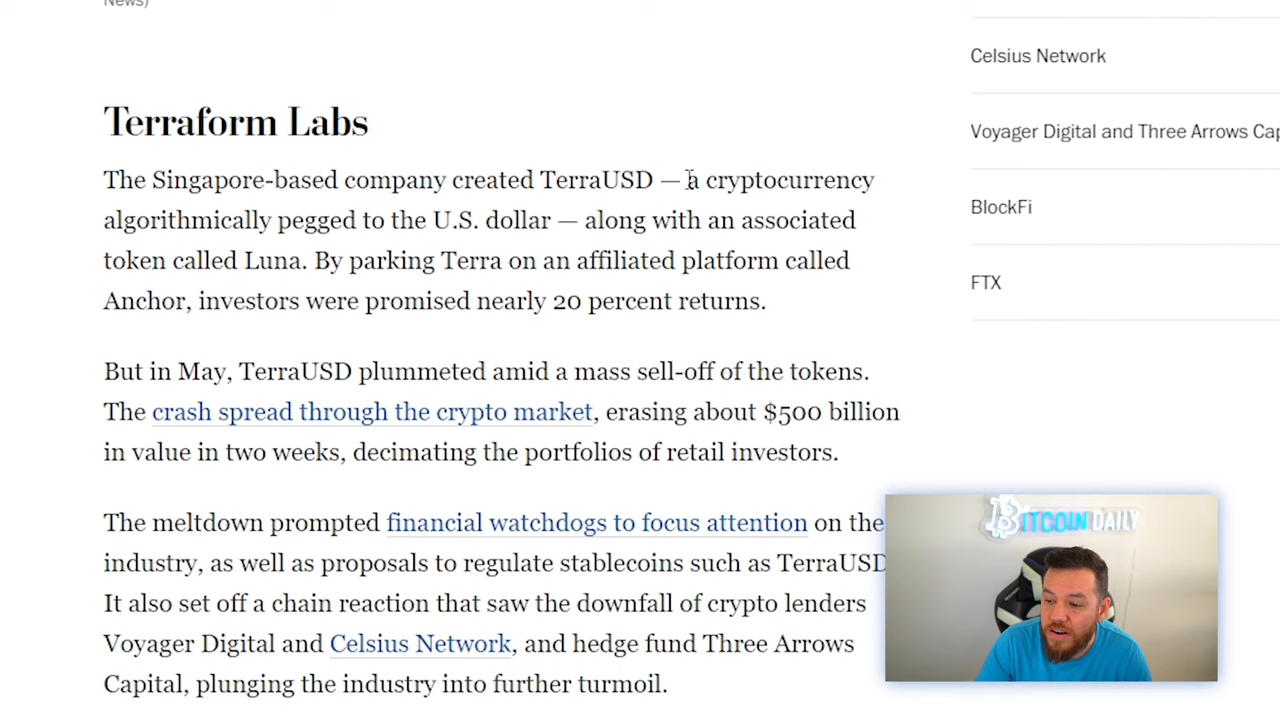 News)
Terraform Labs
The Singapore-based company created TerraUSD — a cryptocurrency
algorithmically pegged to the U.S. dollar — along with an associated
token called Luna. By parking Terra on an affiliated platform called
Anchor, investors were promised nearly 20 percent returns.
But in May, TerraUSD plummeted amid a mass sell-off of the tokens.
The crash spread through the crypto market, erasing about $500 billion
in value in two weeks, decimating the portfolios of retail investors.
The meltdown prompted financial watchdogs to focus attention on the
industry, as well as proposals to regulate stablecoins such as TerraUSD
It also set off a chain reaction that saw the downfall of crypto lenders
Voyager Digital and Celsius Network, and hedge fund Three Arrows
Capital, plunging the industry into further turmoil.
Celsius Network
Voyager Digital and Three Arrows Cap
BlockFi
FTX
BITCOIN DAILY